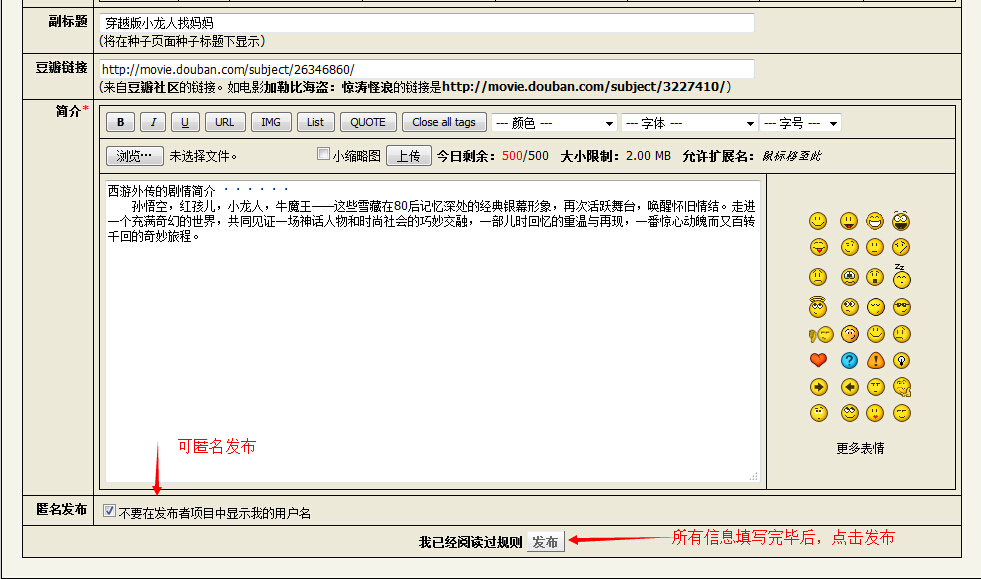 副标题
穿越版小龙人找妈妈
(将在种子页面种子标题下显示)
豆瓣链接
http://movie.douban.com/subject/26346860/
(来自豆瓣社区的链接。如电影加勒比海盗：惊涛怪浪的链接是http://movie.douban.com/subject/3227410/)
简介*
B I U URL IMG List QUOTE Close all tags --- 颜色 --- --- 字体 --- --- 字号 ---
浏览… 未选择文件。 小缩略图 上传 今日剩余：500/500 大小限制：2.00 MB 允许扩展名：鼠标移至此
西游外传的剧情简介 · · · · · ·
孙悟空，红孩儿，小龙人，牛魔王——这些雪藏在80后记忆深处的经典银幕形象，再次活跃舞台，唤醒怀旧情结。走进
一个充满奇幻的世界，共同见证一场神话人物和时尚社会的巧妙交融，一部儿时回忆的重温与再现，一番惊心动魄而又百转
千回的奇妙旅程。
更多表情
可匿名发布
匿名发布
不要在发布者项目中显示我的用户名
我已经阅读过规则 发布
所有信息填写完毕后，点击发布